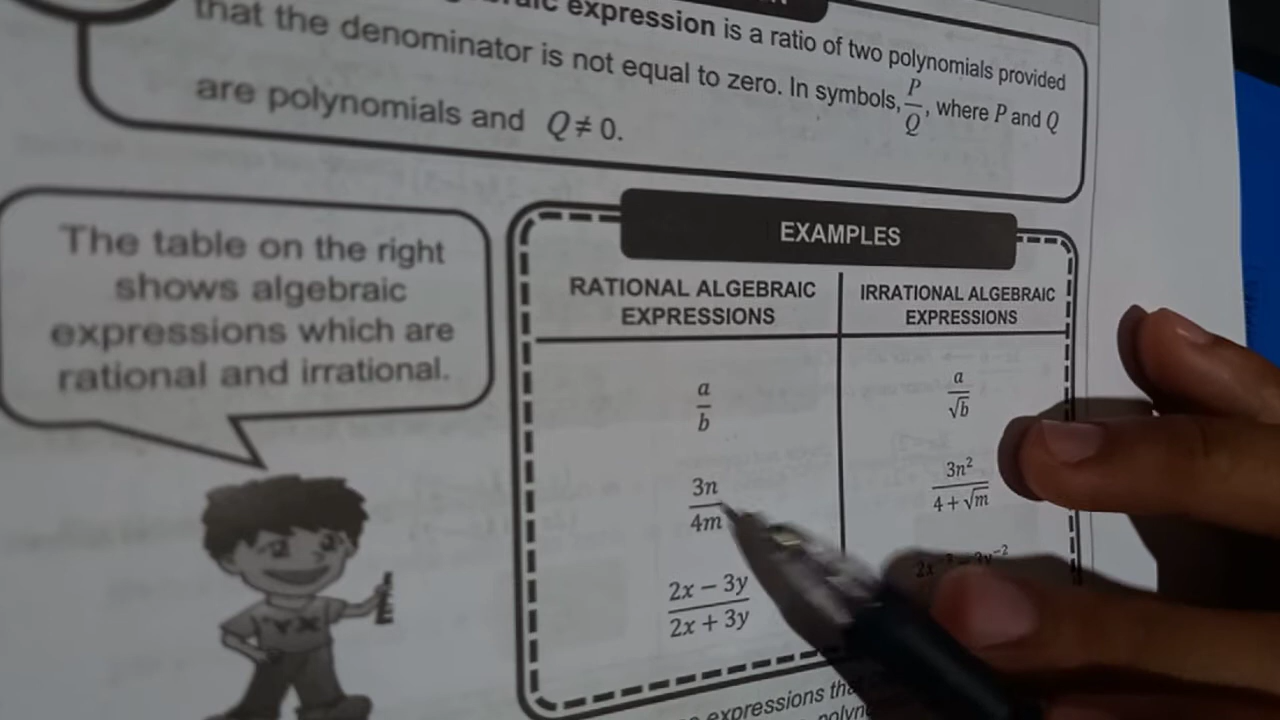 expression is a ratio of two polynomials provided
that the denominator is not equal to zero. In symbols, P/Q, where P and Q
are polynomials and Q ≠ 0.
The table on the right
shows algebraic
expressions which are
rational and irrational.
EXAMPLES
RATIONAL ALGEBRAIC
EXPRESSIONS
IRRATIONAL ALGEBRAIC
EXPRESSIONS
a/b
a/√b
3n/4m
3n²/4 + √m
2x − 3y/2x + 3y
YX
expressions